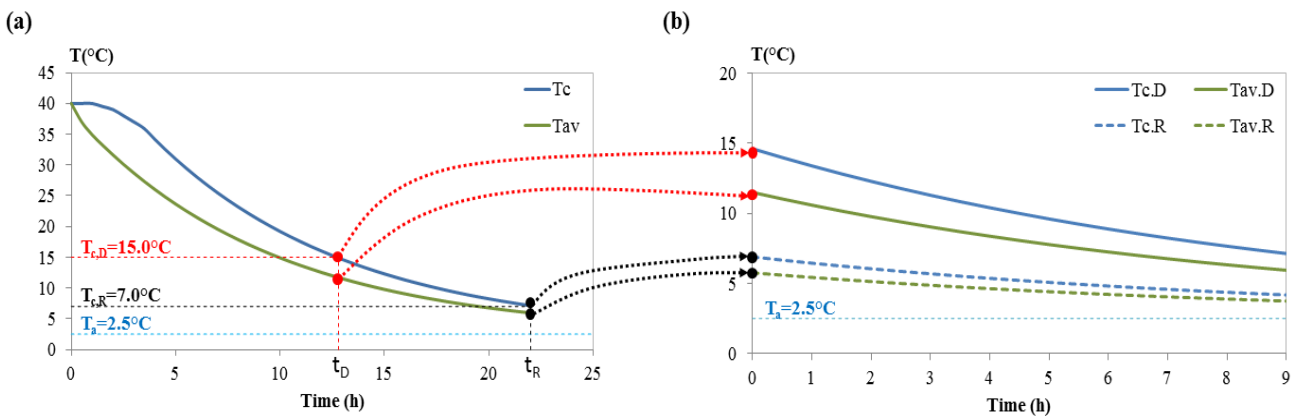 (a)
T(°C)
45
40
35
30
25
20
15
10
5
0
Tc
Tav
Tc,D=15.0°C
Tc,R=7.0°C
Ta=2.5°C
0 5 10 15 20 25
tD tR
Time (h)
(b)
T(°C)
20
15
10
5
0
Tc.D Tav.D
Tc.R Tav.R
Ta=2.5°C
0 1 2 3 4 5 6 7 8 9
Time (h)